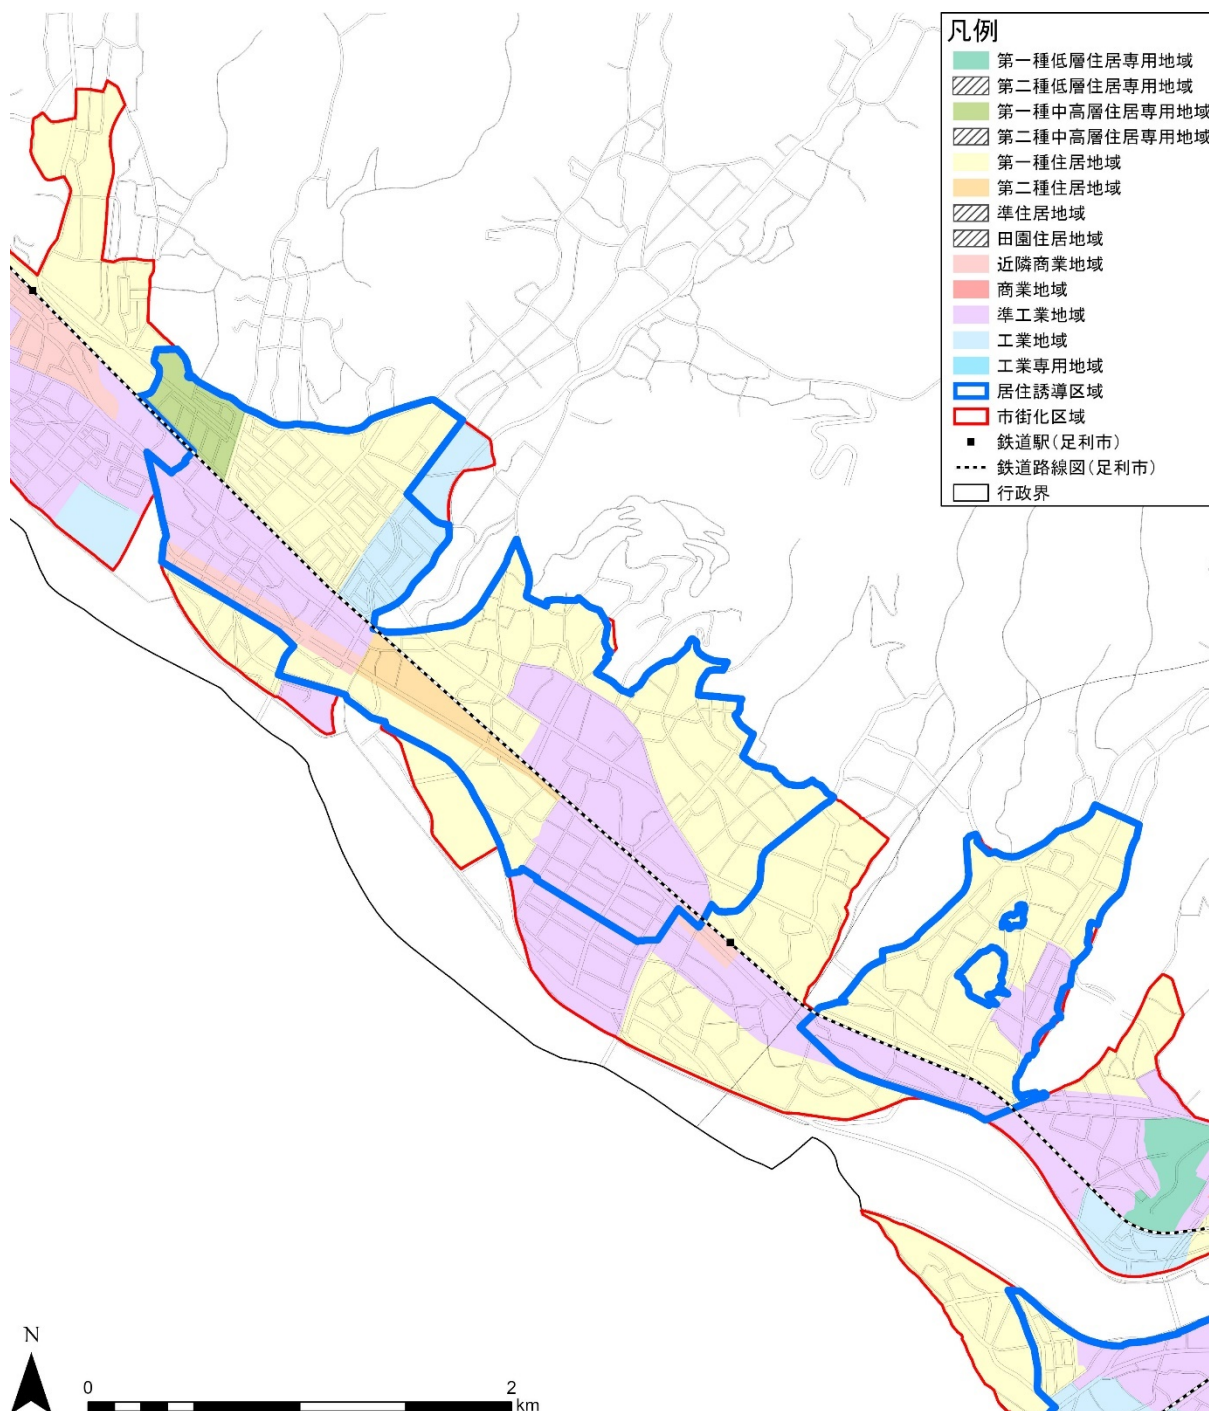 凡例
第一種低層住居専用地域
第二種低層住居専用地域
第一種中高層住居専用地域
第二種中高層住居専用地域
第一種住居地域
第二種住居地域
準住居地域
田園住居地域
近隣商業地域
商業地域
準工業地域
工業地域
工業専用地域
居住誘導区域
市街化区域
鉄道駅(足利市)
鉄道路線図(足利市)
行政界
N
0 2
km